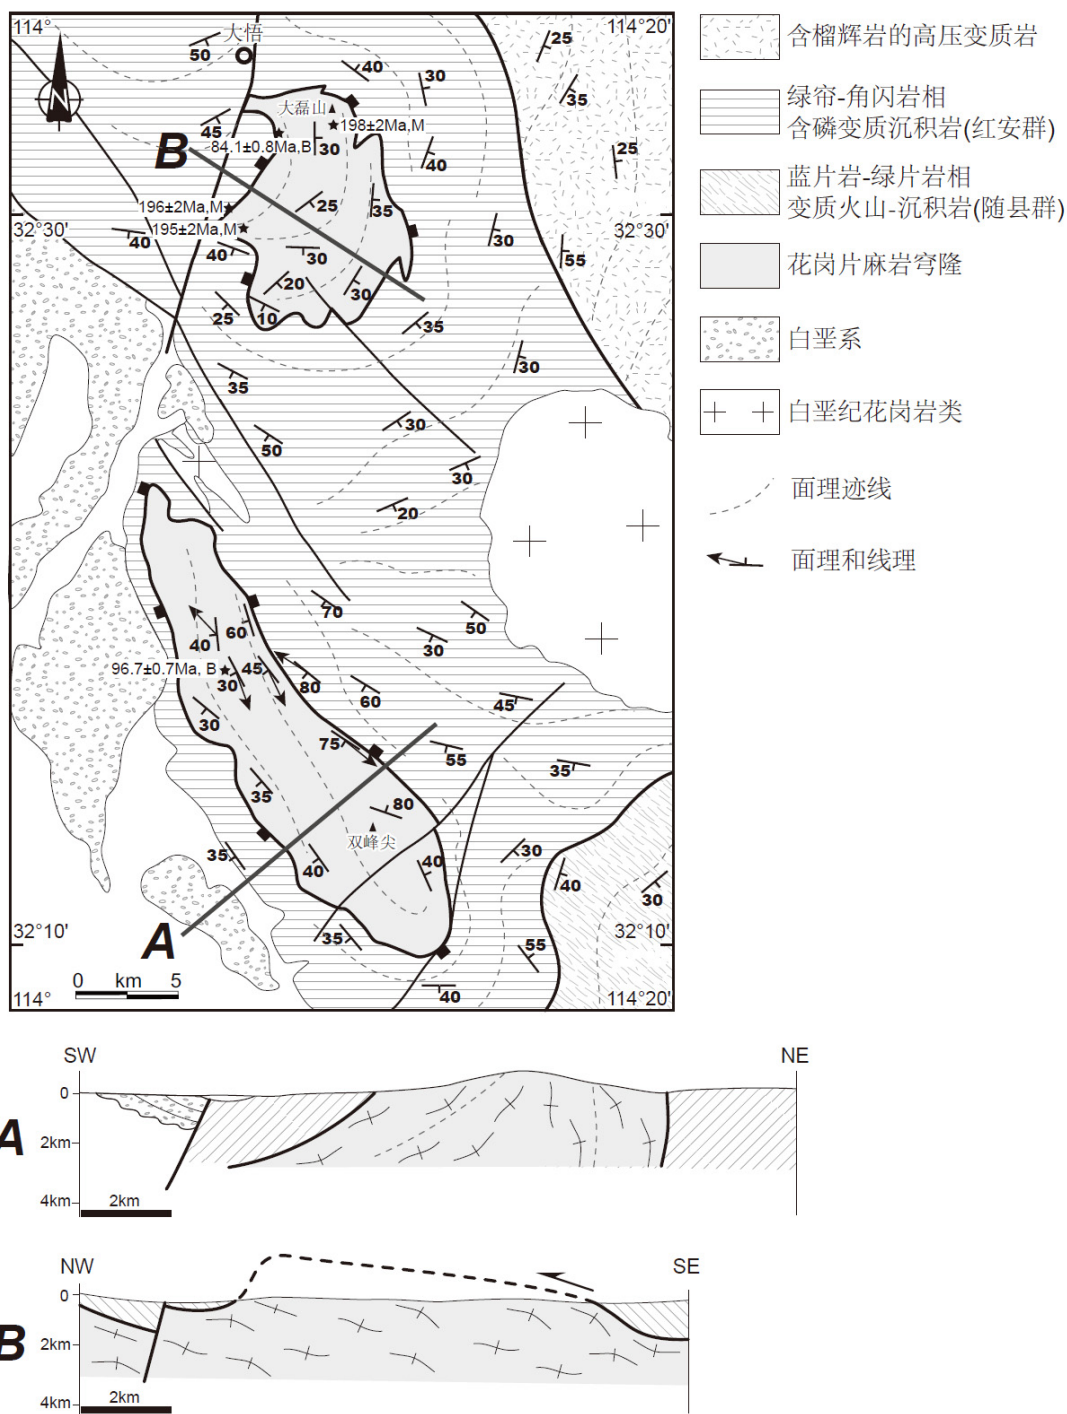 114°
114°20'
大悟
50
25
40
30
35
含榴辉岩的高压变质岩
大磊山
198±2Ma,M
45
84.1±0.8Ma,B
30
B
40
25
绿帘-角闪岩相
含磷变质沉积岩(红安群)
N
196±2Ma,M
25
35
195±2Ma,M
32°30'
32°30'
40
40
30
30
55
蓝片岩-绿片岩相
变质火山-沉积岩(随县群)
20
30
25
10
35
花岗片麻岩穹隆
35
30
白垩系
30
50
30
20
白垩纪花岗岩类
面理迹线
面理和线理
70
50
60
40
30
96.7±0.7Ma, B
45
30
80
60
45
30
75
55
35
35
80
双峰尖
35
40
40
30
40
30
A
35
32°10'
55
32°10'
0 km 5
40
114°
114°20'
SW
NE
0
A
2km
4km
2km
NW
SE
0
B
2km
4km
2km